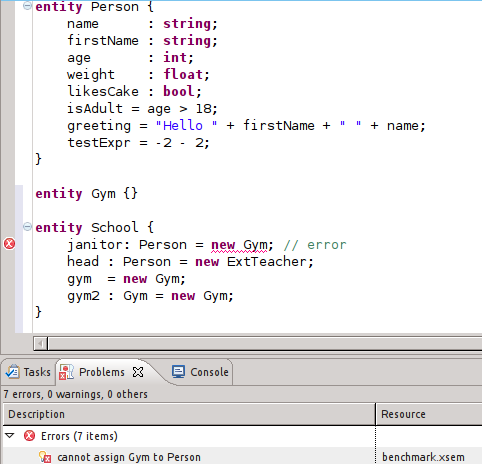 entity Person {
name : string;
firstName : string;
age : int;
weight : float;
likesCake : bool;
isAdult = age > 18;
greeting = "Hello " + firstName + " " + name;
testExpr = -2 - 2;
}
entity Gym {}
entity School {
janitor: Person = new Gym; // error
head : Person = new ExtTeacher;
gym = new Gym;
gym2 : Gym = new Gym;
}
Tasks Problems Console
7 errors, 0 warnings, 0 others
Description Resource
Errors (7 items)
cannot assign Gym to Person benchmark.xsem